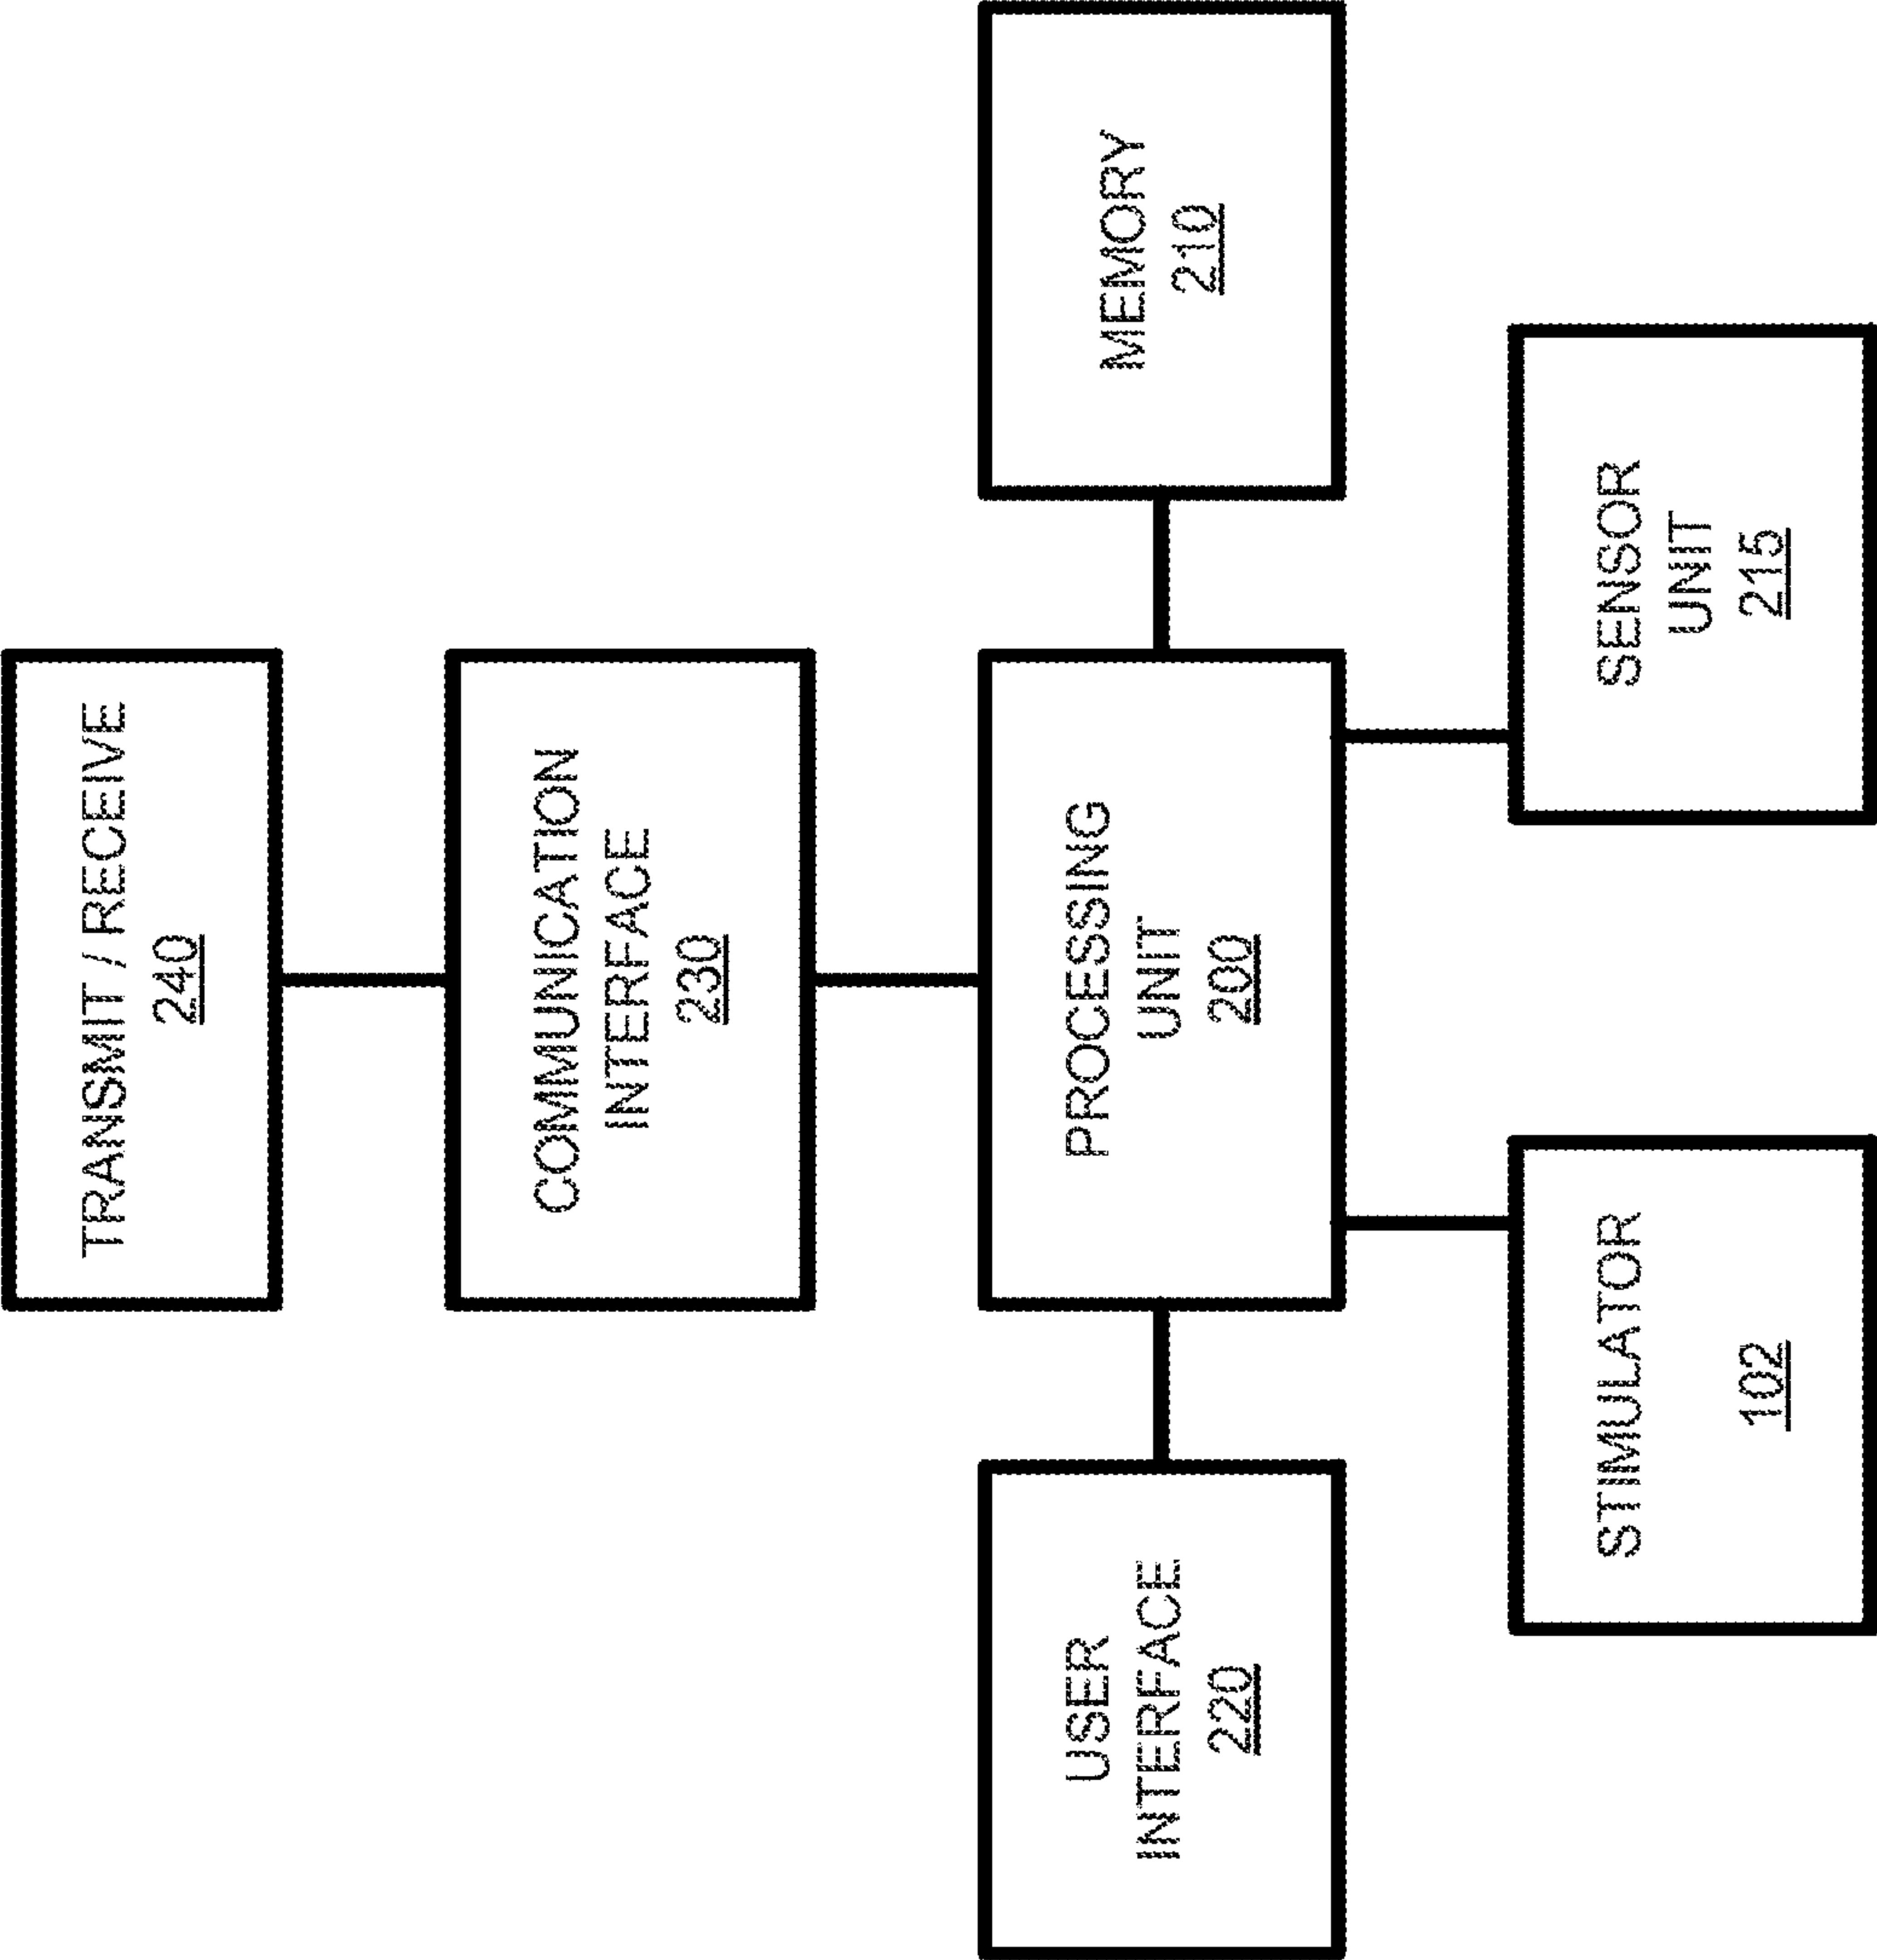 TRANSMIT / RECEIVE
240
COMMUNICATION
INTERFACE
230
USER
INTERFACE
220
PROCESSING
UNIT
200
MEMORY
210
STIMULATOR
102
SENSOR
UNIT
215